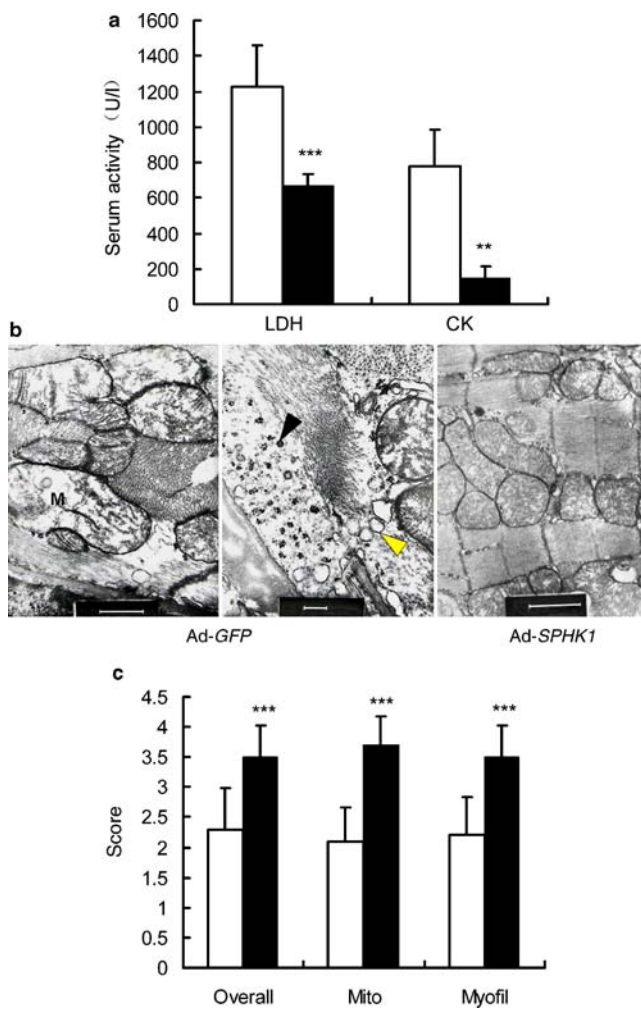 a
Serum activity (U/l)
1600
1400
1200
1000
800
600
400
200
0
***
**
LDH CK
b
M
Ad-GFP Ad-SPHK1
c
Score
4.5
4
3.5
3
2.5
2
1.5
1
0.5
0
*** *** ***
Overall Mito Myofil